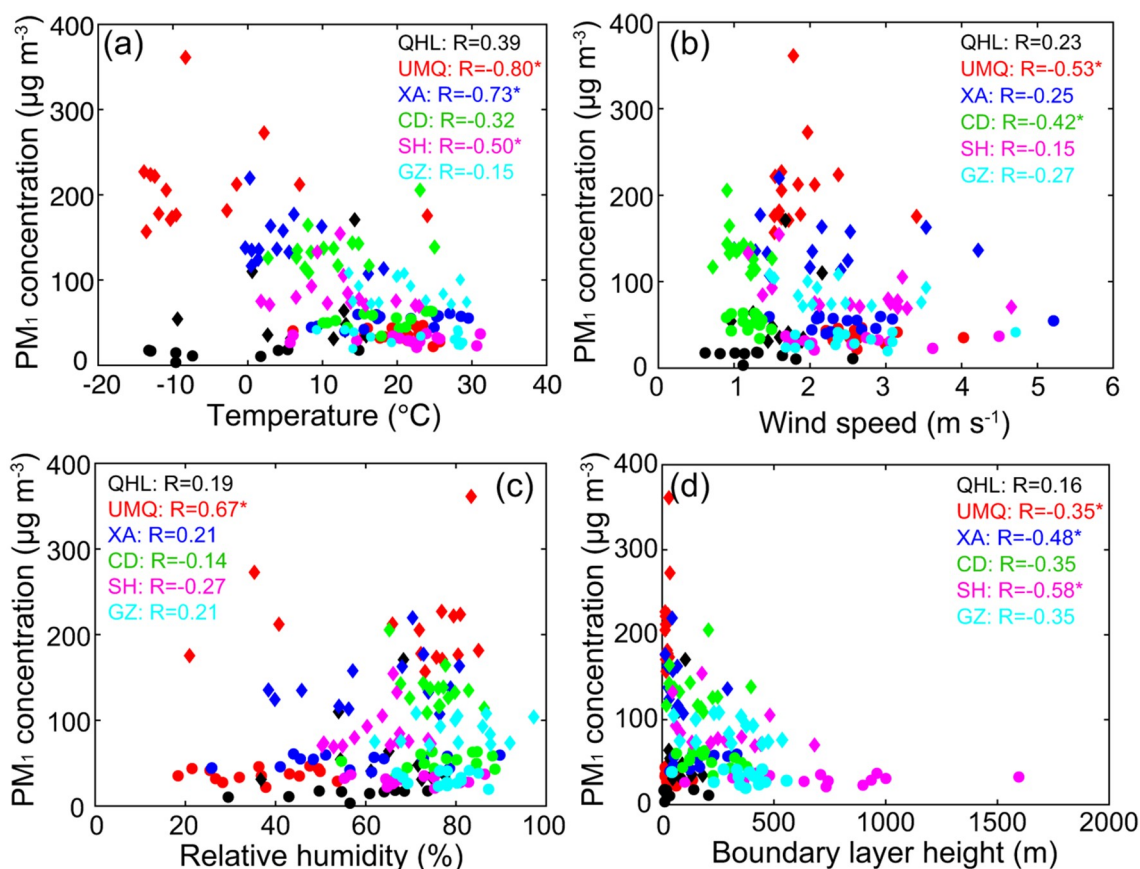 (a)
QHL: R=0.39
UMQ: R=-0.80*
XA: R=-0.73*
CD: R=-0.32
SH: R=-0.50*
GZ: R=-0.15
PM₁ concentration (µg m⁻³)
400
300
200
100
0
-20 -10 0 10 20 30 40
Temperature (°C)
(b)
QHL: R=0.23
UMQ: R=-0.53*
XA: R=-0.25
CD: R=-0.42*
SH: R=-0.15
GZ: R=-0.27
PM₁ concentration (µg m⁻³)
400
300
200
100
0
0 1 2 3 4 5 6
Wind speed (m s⁻¹)
(c)
QHL: R=0.19
UMQ: R=0.67*
XA: R=0.21
CD: R=-0.14
SH: R=-0.27
GZ: R=0.21
PM₁ concentration (µg m⁻³)
400
300
200
100
0
0 20 40 60 80 100
Relative humidity (%)
(d)
QHL: R=0.16
UMQ: R=-0.35*
XA: R=-0.48*
CD: R=-0.35
SH: R=-0.58*
GZ: R=-0.35
PM₁ concentration (µg m⁻³)
400
300
200
100
0
0 500 1000 1500 2000
Boundary layer height (m)